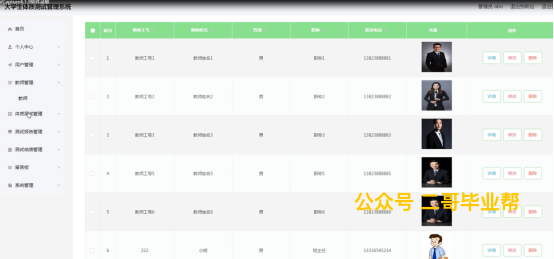 大学生体质测试管理系统
管理员 abo 退出到前台 退出
首页
个人中心
用户管理
教师管理
教师
体质测试管理
测试报告管理
测试成绩管理
留言板
系统管理
索引 教师工号 教师姓名 性别 职称 联系电话 头像 操作
1 教师工号1 教师姓名1 男 职称1 13823888881 详情 修改 删除
2 教师工号2 教师姓名2 男 职称2 13823888882 详情 修改 删除
3 教师工号3 教师姓名3 男 职称3 13823888883 详情 修改 删除
4 教师工号5 教师姓名5 男 职称5 13823888885 详情 修改 删除
5 教师工号6 教师姓名6 男 职称6 13823888886 详情 修改 删除
公众号 二哥毕业帮
6 222 小明 男 班主任 详情 修改 删除